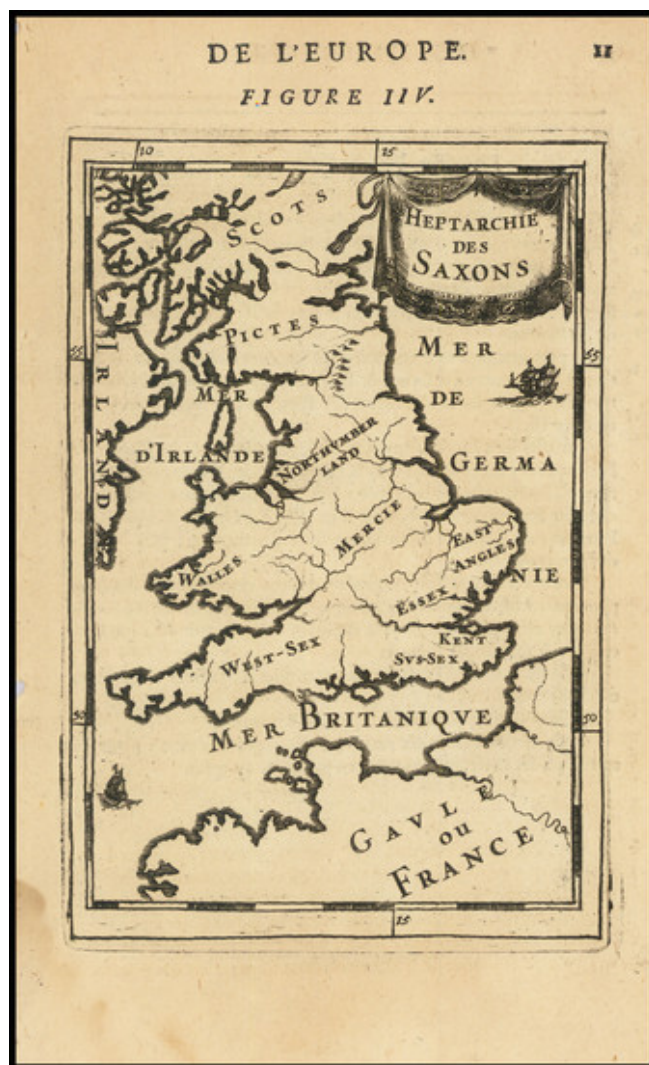 DE L'EUROPE. 11
FIGURE IIV.
10 15
SCOTS
HEPTARCHIE
DES
SAXONS
PICTES
MER
55 55
IRLANDE
MER
DE
D'IRLANDE
NORTHUMBER
LAND
GERMA
MERCIE
EAST
ANGLES
WALLES
NIE
ESSEX
KENT
WEST-SEX
SVS-SEX
50 50
MER BRITANIQVE
GAVLE
OU
FRANCE
15